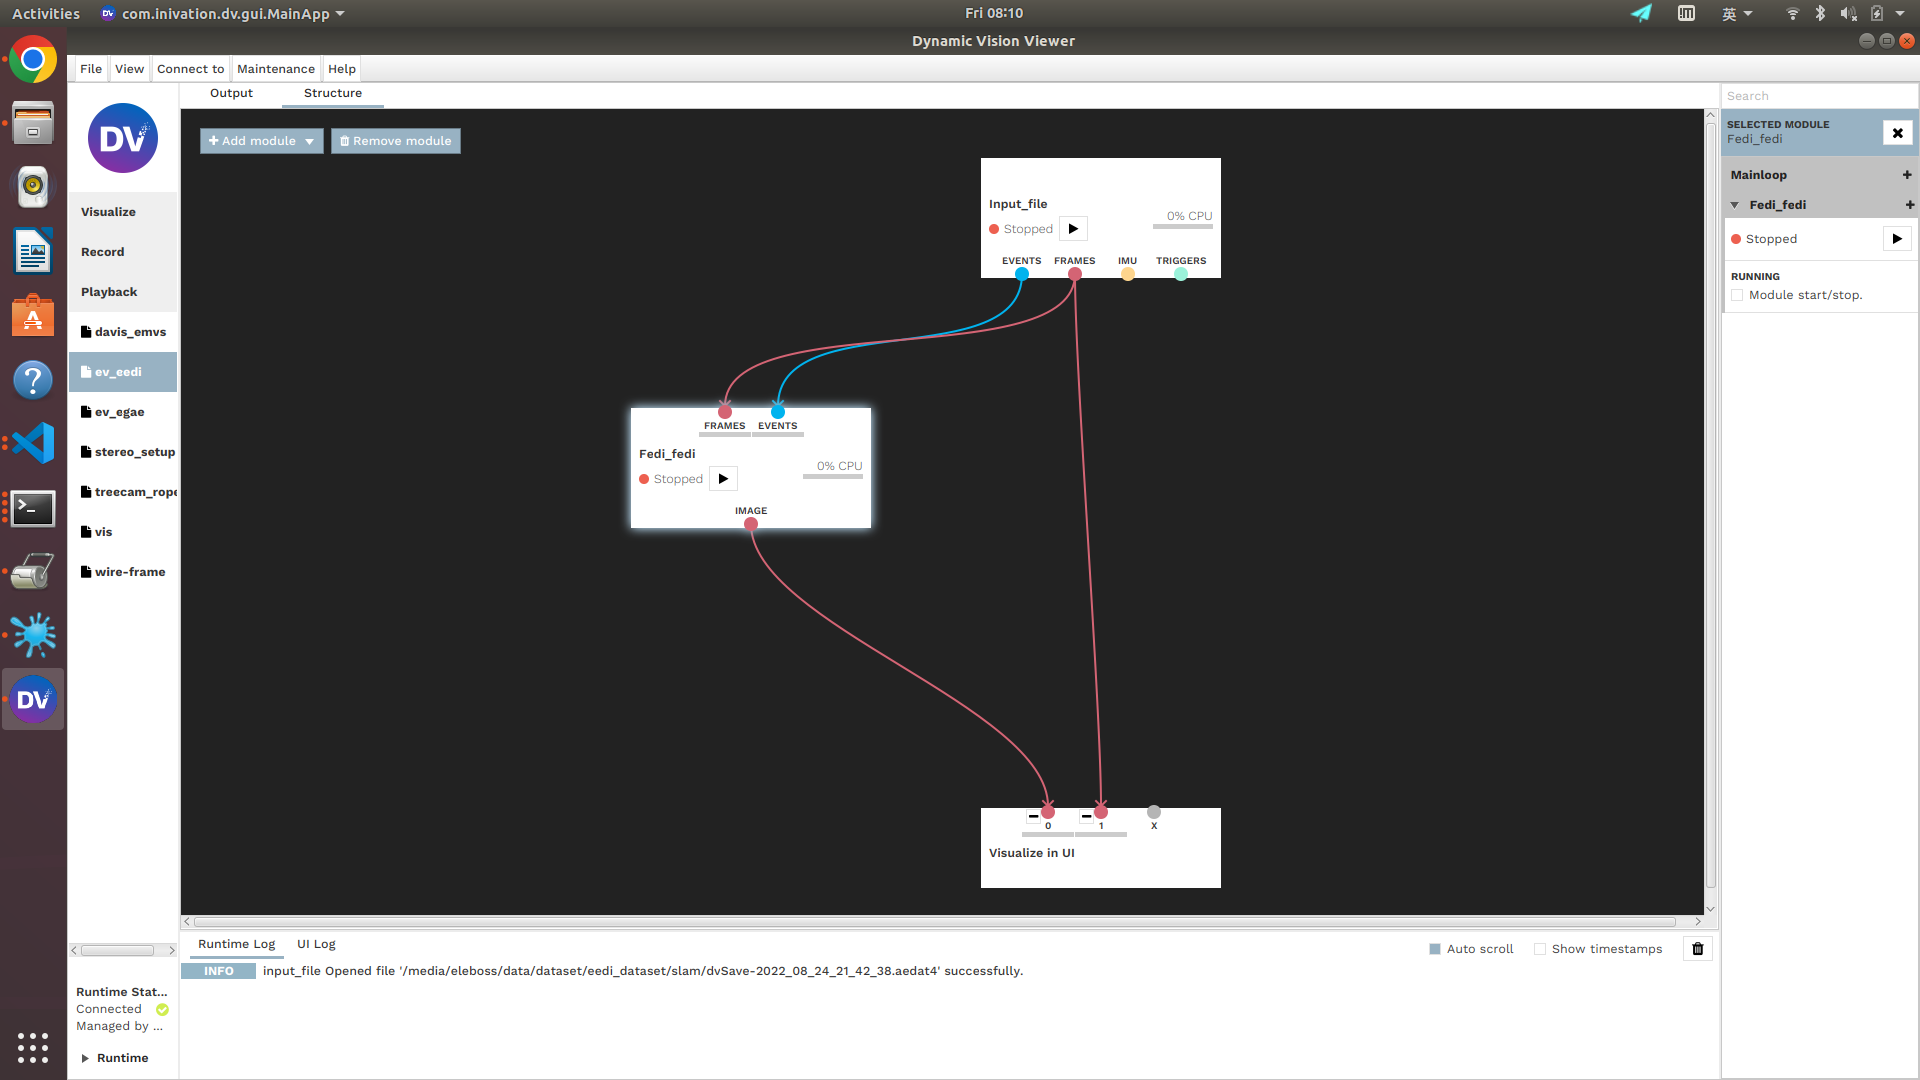 Activities
com.inivation.dv.gui.MainApp
Fri 08:10
英
Dynamic Vision Viewer
File View Connect to Maintenance Help
DV
Visualize
Record
Playback
davis_emvs
ev_eedi
ev_egae
stereo_setup
treecam_rope
vis
wire-frame
Runtime Stat...
Connected
Managed by ...
Runtime
Output Structure
Add module
Remove module
Input_file
Stopped
0% CPU
EVENTS FRAMES IMU TRIGGERS
FRAMES EVENTS
Fedi_fedi
Stopped
0% CPU
IMAGE
0 1 X
Visualize in UI
Runtime Log UI Log
Auto scroll Show timestamps
INFO input_file Opened file '/media/eleboss/data/dataset/eedi_dataset/slam/dvSave-2022_08_24_21_42_38.aedat4' successfully.
Search
SELECTED MODULE
Fedi_fedi
Mainloop
Fedi_fedi
Stopped
RUNNING
Module start/stop.
DV